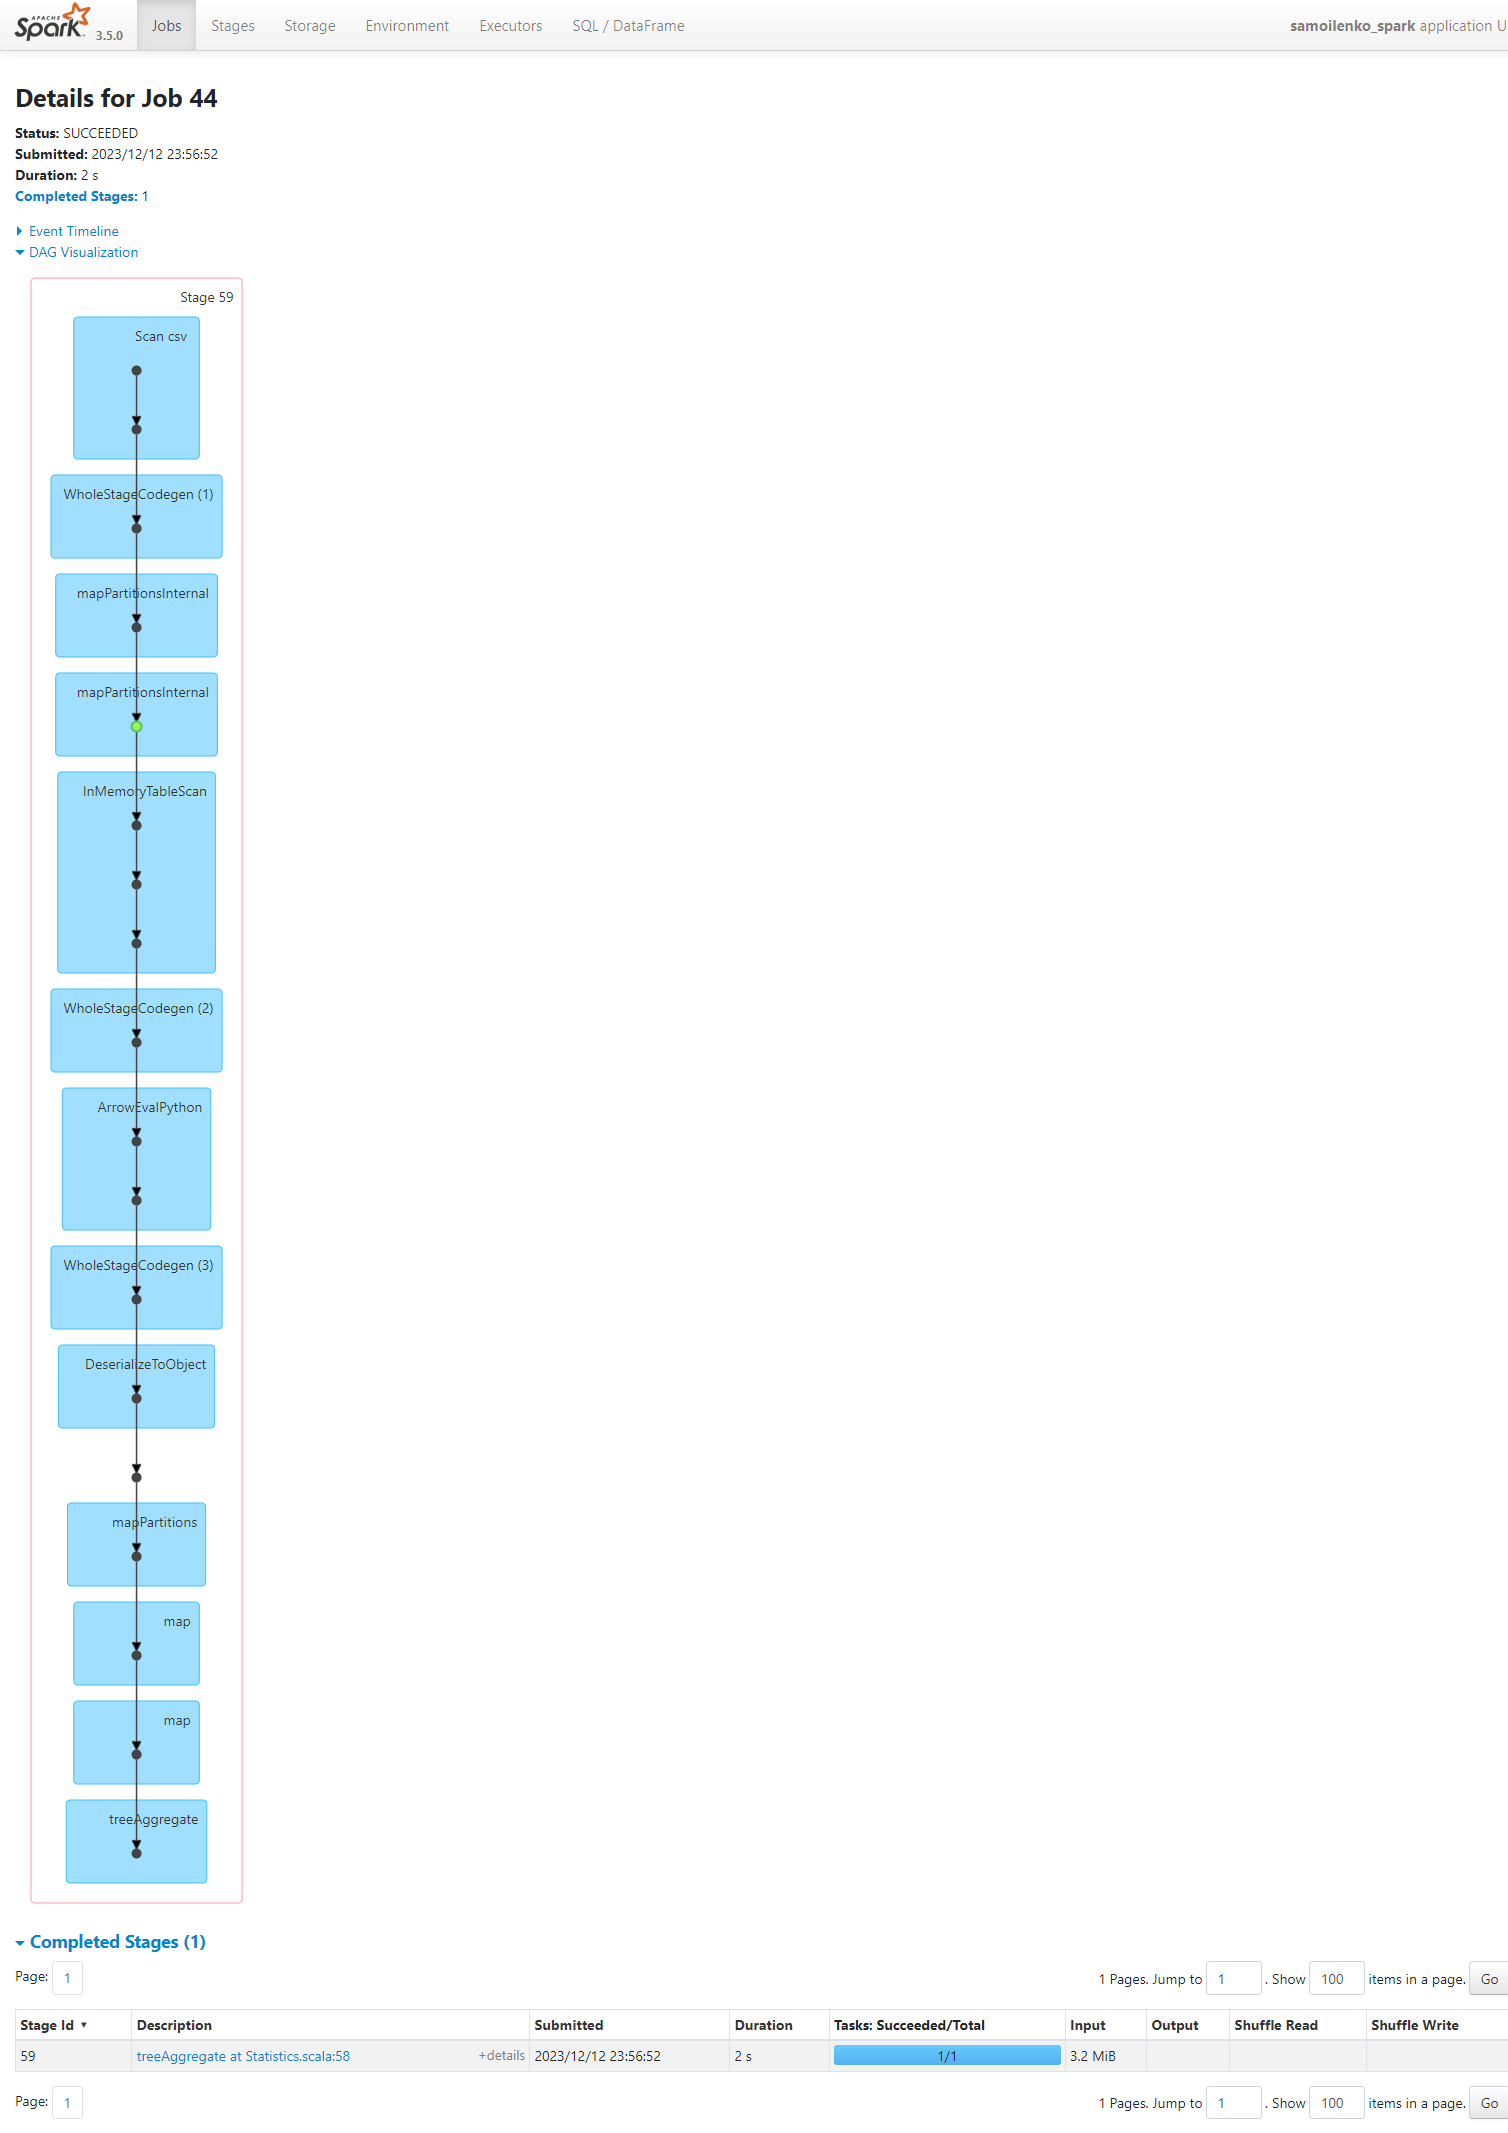 APACHE
Spark 3.5.0 Jobs Stages Storage Environment Executors SQL / DataFrame samoilenko_spark application U
Details for Job 44
Status: SUCCEEDED
Submitted: 2023/12/12 23:56:52
Duration: 2 s
Completed Stages: 1
Event Timeline
DAG Visualization
Stage 59
Scan csv
WholeStageCodegen (1)
mapPartitionsInternal
mapPartitionsInternal
InMemoryTableScan
WholeStageCodegen (2)
ArrowEvalPython
WholeStageCodegen (3)
DeserializeToObject
mapPartitions
map
map
treeAggregate
Completed Stages (1)
Page: 1 1 Pages. Jump to 1 . Show 100 items in a page. Go
Stage Id ▾ Description Submitted Duration Tasks: Succeeded/Total Input Output Shuffle Read Shuffle Write
59 treeAggregate at Statistics.scala:58 +details 2023/12/12 23:56:52 2 s 1/1 3.2 MiB
Page: 1 1 Pages. Jump to 1 . Show 100 items in a page. Go